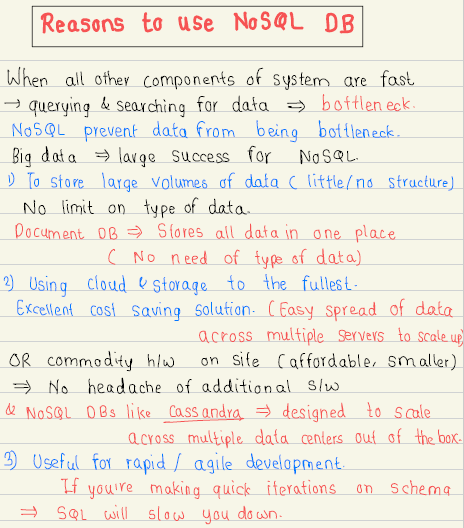 Reasons to use NoSQL DB
When all other components of system are fast
→ querying & searching for data ⇒ bottleneck.
NoSQL prevent data from being bottleneck.
Big data ⇒ large success for NoSQL.
1) To store large volumes of data ( little/no structure)
No limit on type of data.
Document DB ⇒ Stores all data in one place
( No need of type of data)
2) Using cloud & storage to the fullest.
Excellent cost saving solution. (Easy spread of data
across multiple servers to scale up)
OR commodity h/w on site (affordable, smaller)
⇒ No headache of additional s/w
& NoSQL DBs like Cassandra ⇒ designed to scale
across multiple data centers out of the box.
3) Useful for rapid / agile development.
If you're making quick iterations on schema
⇒ SQL will slow you down.